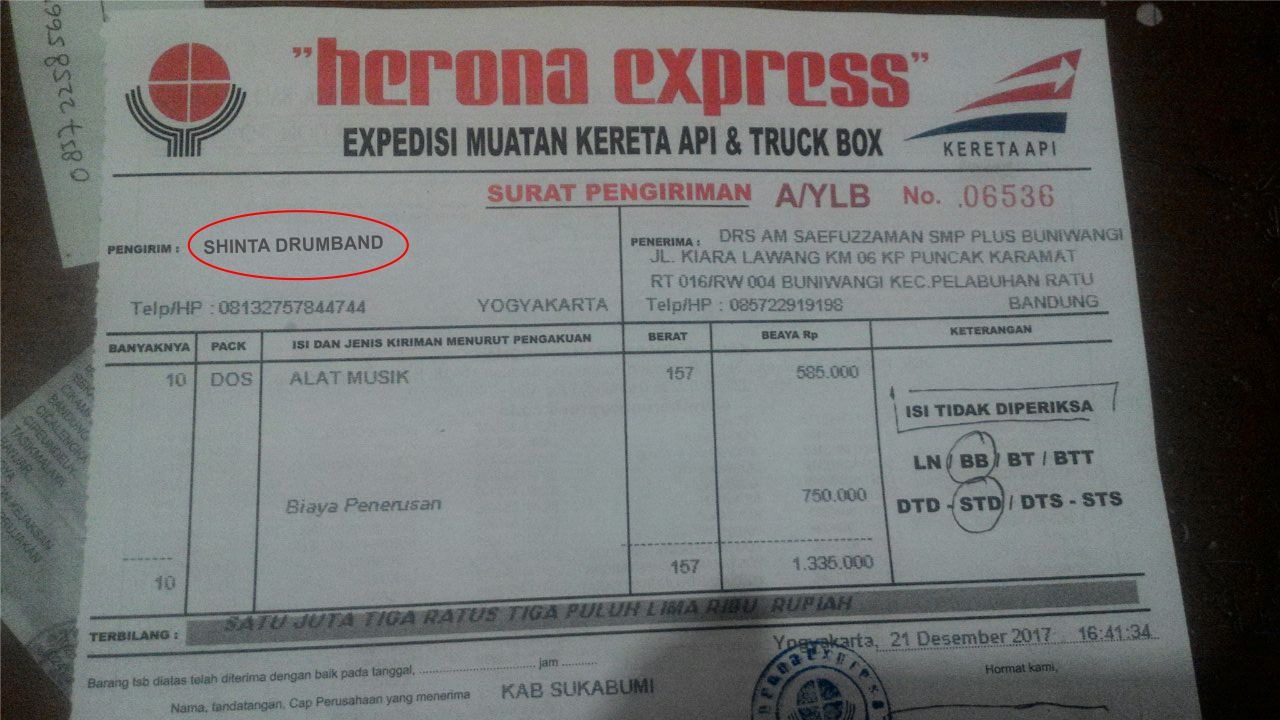 "herona express"
EXPEDISI MUATAN KERETA API & TRUCK BOX
KERETA API
SURAT PENGIRIMAN A/YLB No. .06536
PENGIRIM : SHINTA DRUMBAND
Telp/HP : 08132757844744 YOGYAKARTA
PENERIMA : DRS AM SAEFUZZAMAN SMP PLUS BUNIWANGI
JL. KIARA LAWANG KM 06 KP PUNCAK KARAMAT
RT 016/RW 004 BUNIWANGI KEC.PELABUHAN RATU
Telp/HP : 085722919198 BANDUNG
BANYAKNYA PACK ISI DAN JENIS KIRIMAN MENURUT PENGAKUAN BERAT BEAYA Rp KETERANGAN
10 DOS ALAT MUSIK 157 585.000
ISI TIDAK DIPERIKSA
LN / BB / BT / BTT
Biaya Penerusan 750.000
DTD - STD / DTS - STS
10 157 1.335.000
TERBILANG : SATU JUTA TIGA RATUS TIGA PULUH LIMA RIBU RUPIAH
Yogyakarta, 21 Desember 2017 16:41:34
Barang tsb diatas telah diterima dengan baik pada tanggal, .................... jam ..........
Hormat kami,
Nama, tandatangan, Cap Perusahaan yang menerima KAB SUKABUMI
herona Express